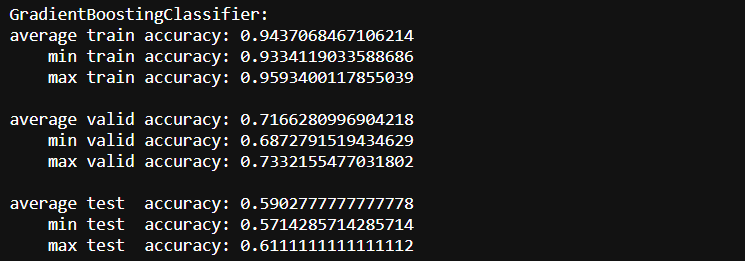 GradientBoostingClassifier:
average train accuracy: 0.9437068467106214
min train accuracy: 0.9334119033588686
max train accuracy: 0.9593400117855039
average valid accuracy: 0.7166280996904218
min valid accuracy: 0.6872791519434629
max valid accuracy: 0.7332155477031802
average test accuracy: 0.5902777777777778
min test accuracy: 0.5714285714285714
max test accuracy: 0.6111111111111112